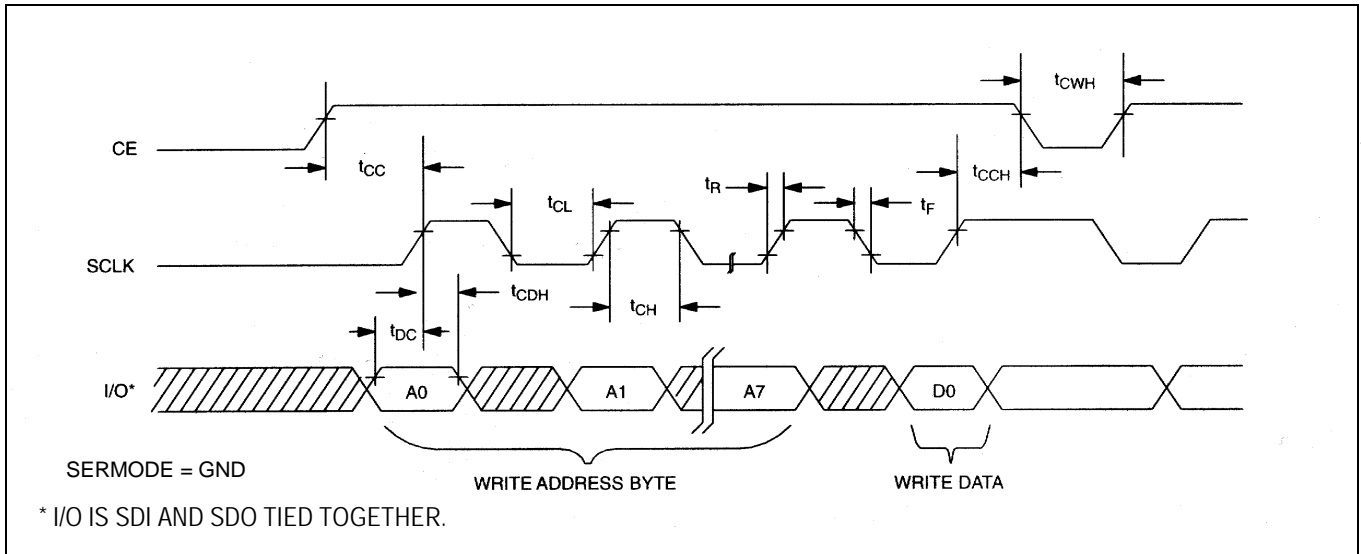 tCWH
CE
tCC
tCCH
tR
tCL
tF
SCLK
tCDH
tCH
tDC
I/O*
A0
A1
A7
D0
SERMODE = GND
WRITE ADDRESS BYTE
WRITE DATA
* I/O IS SDI AND SDO TIED TOGETHER.